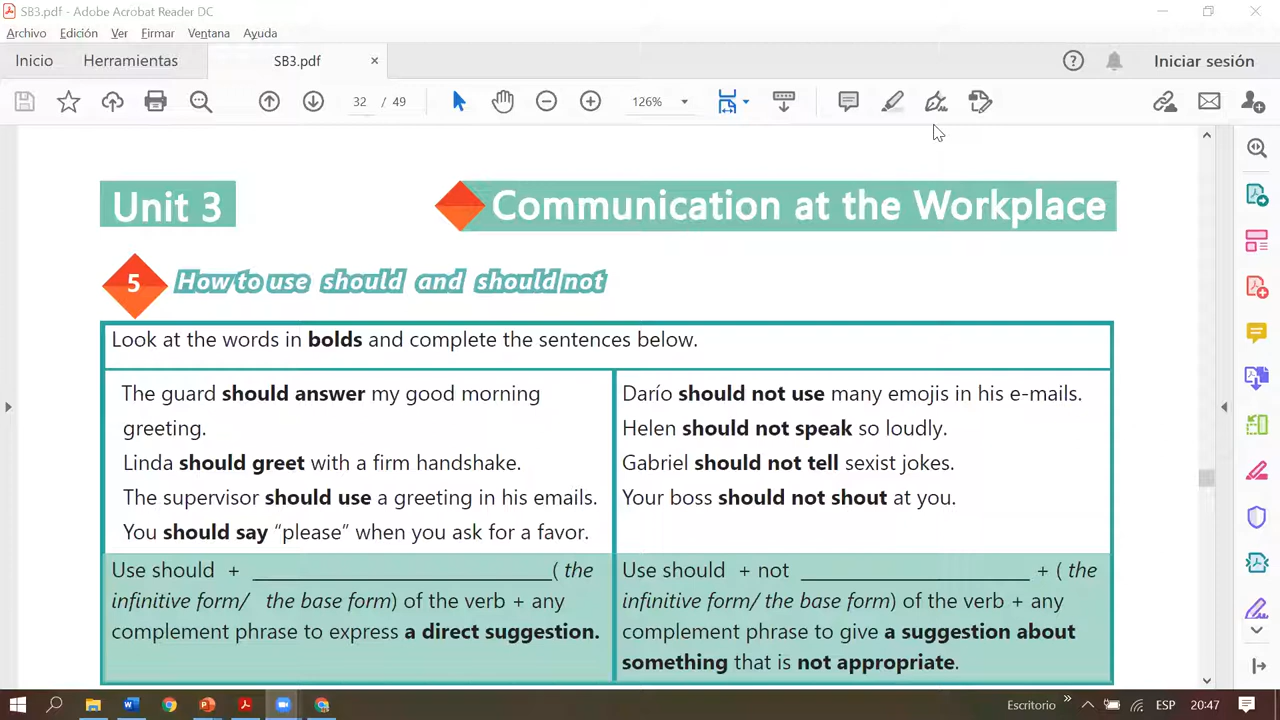 SB3.pdf - Adobe Acrobat Reader DC
Archivo Edición Ver Firmar Ventana Ayuda
Inicio Herramientas SB3.pdf × Iniciar sesión
32 / 49 126%
Unit 3 Communication at the Workplace
5 How to use should and should not
Look at the words in bolds and complete the sentences below.
The guard should answer my good morning
greeting.
Linda should greet with a firm handshake.
The supervisor should use a greeting in his emails.
You should say “please” when you ask for a favor.
Darío should not use many emojis in his e-mails.
Helen should not speak so loudly.
Gabriel should not tell sexist jokes.
Your boss should not shout at you.
Use should + ____________________________( the
infinitive form/ the base form) of the verb + any
complement phrase to express a direct suggestion.
Use should + not _____________________ + ( the
infinitive form/ the base form) of the verb + any
complement phrase to give a suggestion about
something that is not appropriate.
Escritorio » ESP 20:47